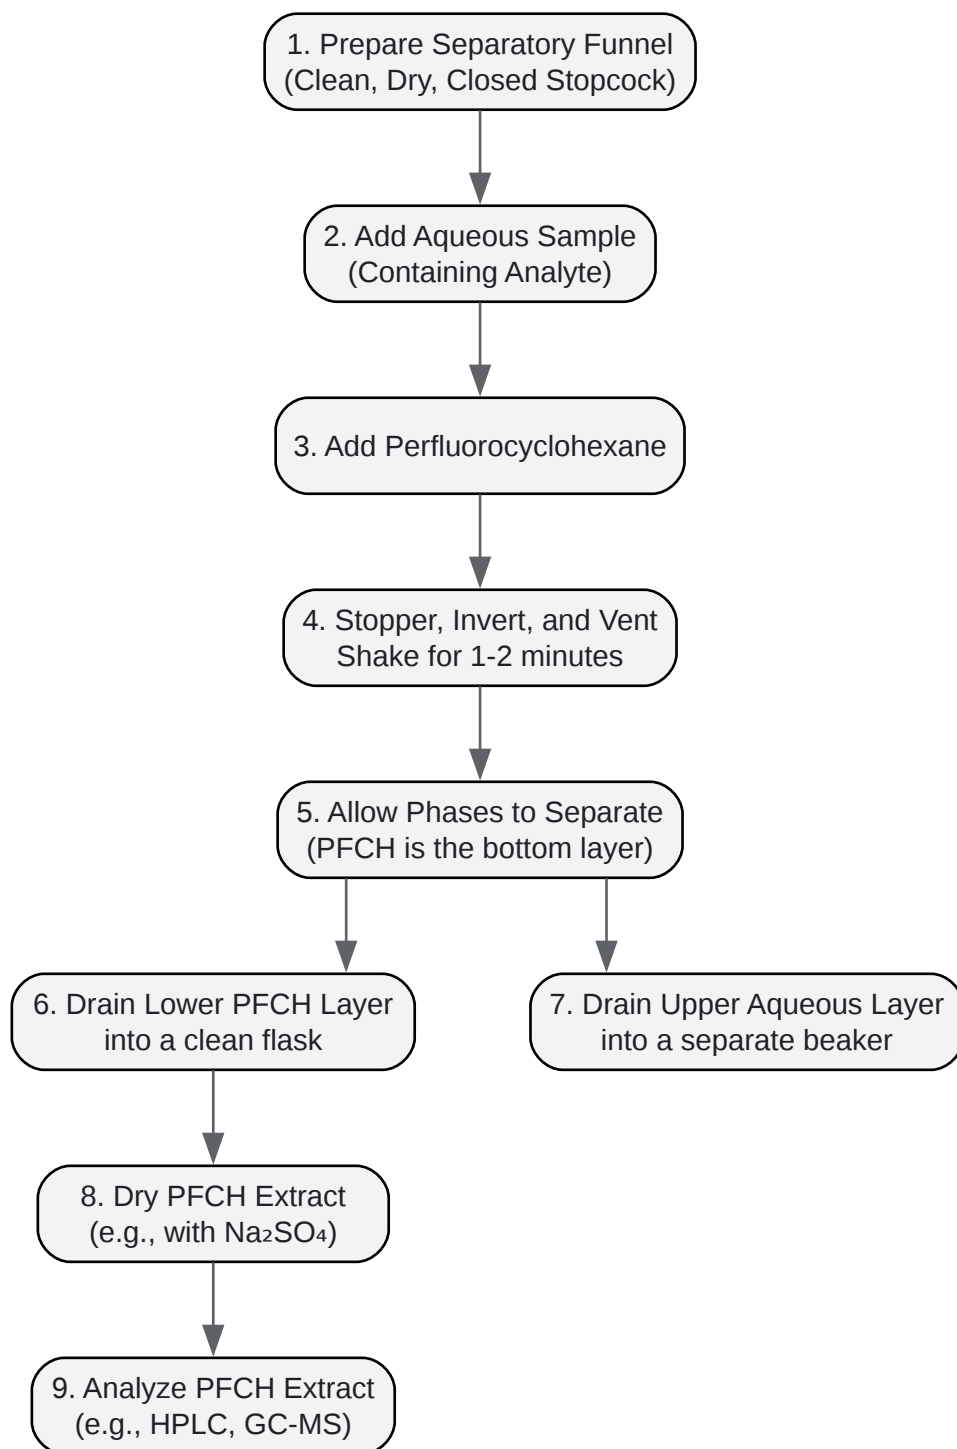 1. Prepare Separatory Funnel
(Clean, Dry, Closed Stopcock)
2. Add Aqueous Sample
(Containing Analyte)
3. Add Perfluorocyclohexane
4. Stopper, Invert, and Vent
Shake for 1-2 minutes
5. Allow Phases to Separate
(PFCH is the bottom layer)
6. Drain Lower PFCH Layer
into a clean flask
7. Drain Upper Aqueous Layer
into a separate beaker
8. Dry PFCH Extract
(e.g., with Na₂SO₄)
9. Analyze PFCH Extract
(e.g., HPLC, GC-MS)